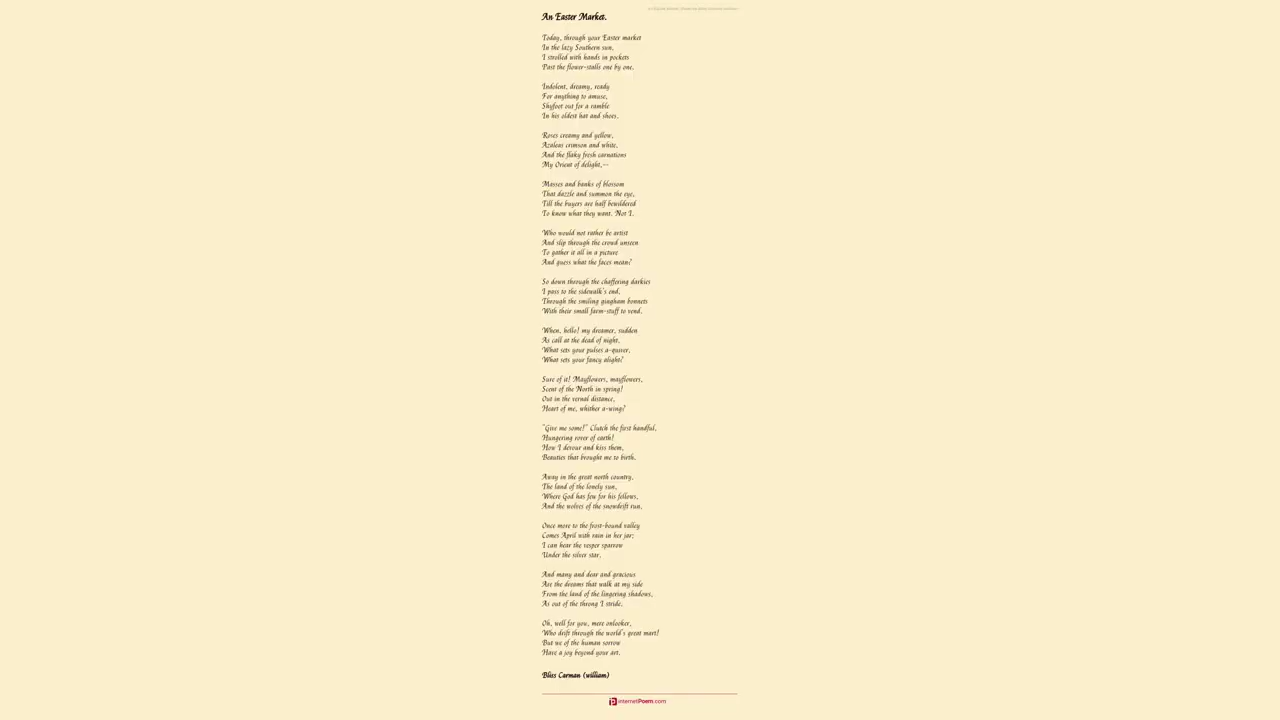 An Easter Market.
Today, through your Easter market
In the lazy Southern sun,
I strolled with hands in pockets
Past the flower-stalls one by one.
Indolent, dreamy, ready
For anything to amuse,
Shyfoot out for a ramble
In his oldest hat and shoes.
Roses creamy and yellow,
Azaleas crimson and white,
And the flaky fresh carnations
My Orient of delight,--
Masses and banks of blossom
That dazzle and summon the eye,
Till the buyers are half bewildered
To know what they want. Not I.
Who would not rather be artist
And slip through the crowd unseen
To gather it all in a picture
And guess what the faces mean?
So down through the chaffering darkies
I pass to the sidewalk's end,
Through the smiling gingham bonnets
With their small farm-stuff to vend.
When, hello! my dreamer, sudden
As call at the dead of night,
What sets your pulses a-quiver,
What sets your fancy alight?
Sure of it! Mayflowers, mayflowers,
Scent of the North in spring!
Out in the vernal distance,
Heart of me, whither a-wing?
"Give me some!" Clutch the first handful,
Hungering rover of earth!
How I devour and kiss them,
Beauties that brought me to birth.
Away in the great north country,
The land of the lonely sun,
Where God has few for his fellows,
And the wolves of the snowdrift run.
Once more to the frost-bound valley
Comes April with rain in her jar;
I can hear the vesper sparrow
Under the silver star.
And many and dear and gracious
Are the dreams that walk at my side
From the land of the lingering shadows,
As out of the throng I stride.
Oh, well for you, mere onlooker,
Who drift through the world's great mart!
But we of the human sorrow
Have a joy beyond your art.
Bliss Carman (william)
internetPoem.com